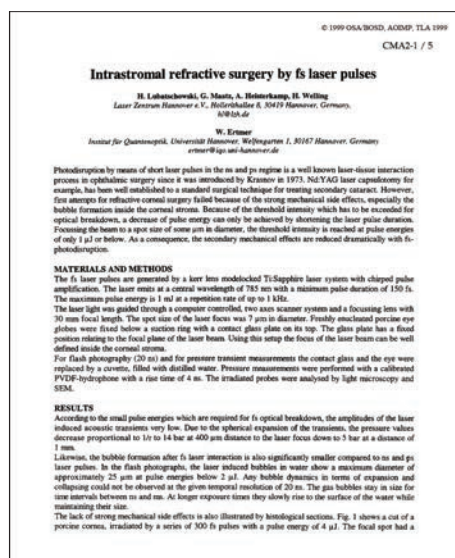 © 1999 OSA/BOSD, AOIMP, TLA 1999
CMA2-1 / 5
Intrastromal refractive surgery by fs laser pulses
H. Lubatschowski, G. Maatz, A. Heisterkamp, H. Welling
Laser Zentrum Hannover e.V., Hollerithallee 8, 30419 Hannover, Germany,
hl@lzh.de
W. Ertmer
Institut für Quantenoptik, Universität Hannover, Welfengarten 1, 30167 Hannover, Germany
ertmer@iqo.uni-hannover.de
Photodisruption by means of short laser pulses in the ns and ps regime is a well known laser-tissue interaction
process in ophthalmic surgery since it was introduced by Krasnov in 1973. Nd:YAG laser capsulotomy for
example, has been well established to a standard surgical technique for treating secondary cataract. However,
first attempts for refractive corneal surgery failed because of the strong mechanical side effects, especially the
bubble formation inside the corneal stroma. Because of the threshold intensity which has to be exceeded for
optical breakdown, a decrease of pulse energy can only be achieved by shortening the laser pulse duration.
Focussing the beam to a spot size of some µm in diameter, the threshold intensity is reached at pulse energies
of only 1 µJ or below. As a consequence, the secondary mechanical effects are reduced dramatically with fs-
photodisruption.
MATERIALS AND METHODS
The fs laser pulses are generated by a kerr lens modelocked Ti:Sapphire laser system with chirped pulse
amplification. The laser emits at a central wavelength of 785 nm with a minimum pulse duration of 150 fs.
The maximum pulse energy is 1 mJ at a repetition rate of up to 1 kHz.
The laser light was guided through a computer controlled, two axes scanner system and a focussing lens with
30 mm focal length. The spot size of the laser focus was 7 µm in diameter. Freshly enucleated porcine eye
globes were fixed below a suction ring with a contact glass plate on its top. The glass plate has a fixed
position relating to the focal plane of the laser beam. Using this setup the focus of the laser beam can be well
defined inside the corneal stroma.
For flash photography (20 ns) and for pressure transient measurements the contact glass and the eye were
replaced by a cuvette, filled with distilled water. Pressure measurements were performed with a calibrated
PVDF-hydrophone with a rise time of 4 ns. The irradiated probes were analysed by light microscopy and
SEM.
RESULTS
According to the small pulse energies which are required for fs optical breakdown, the amplitudes of the laser
induced acoustic transients very low. Due to the spherical expansion of the transients, the pressure values
decrease proportional to 1/r to 14 bar at 400 µm distance to the laser focus down to 5 bar at a distance of
1 mm.
Likewise, the bubble formation after fs laser interaction is also significantly smaller compared to ns and ps
laser pulses. In the flash photographs, the laser induced bubbles in water show a maximum diameter of
approximately 25 µm at pulse energies below 2 µJ. Any bubble dynamics in terms of expansion and
collapsing could not be observed at the given temporal resolution of 20 ns. The gas bubbles stay in size for
time intervals between ns and ms. At longer exposure times they slowly rise to the surface of the water while
maintaining their size.
The lack of strong mechanical side effects is also illustrated by histological sections. Fig. 1 shows a cut of a
porcine cornea, irradiated by a series of 300 fs pulses with a pulse energy of 4 µJ. The focal spot had a